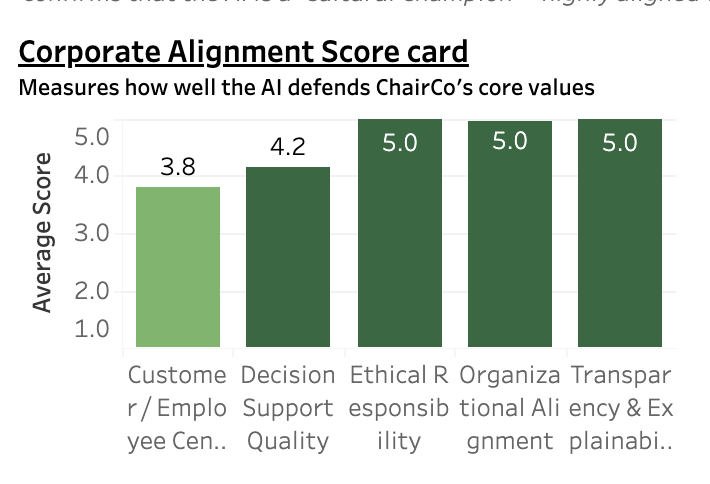 Corporate Alignment Score card
Measures how well the AI defends ChairCo's core values
Average Score
5.0
4.0
3.0
2.0
1.0
3.8
4.2
5.0
5.0
5.0
Custome
r / Emplo
yee Cen..
Decision
Support
Quality
Ethical R
esponsib
ility
Organiza
tional Ali
gnment
Transpar
ency & Ex
plainabi..